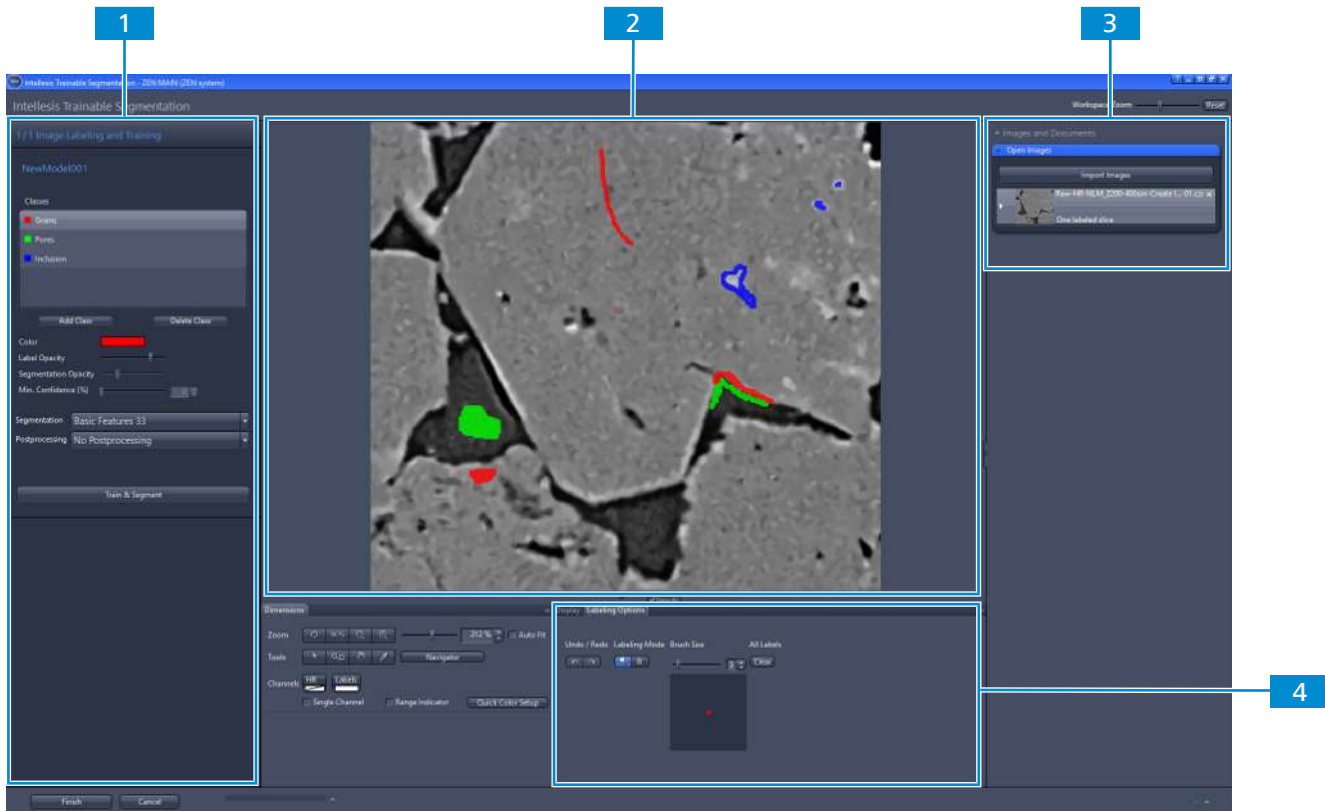 1
2
3
Intellesis Trainable Segmentation - ZEN MAIN (ZEN system)
Intellesis Trainable Segmentation
Workspace Zoom
Reset
1/1 Image Labeling and Training
NewModel001
Classes
Grains
Pores
Inclusion
Add Class
Delete Class
Color
Label Opacity
Segmentation Opacity
Min. Confidence (%)
Segmentation
Basic Features 33
Postprocessing
No Postprocessing
Train & Segment
Images and Documents
Open Images
Import Images
One labeled slice
Dimensions
Zoom
212 %
Auto Fit
Tools
Navigator
Channels
HR
Labels
Single Channel
Range Indicator
Quick Color Setup
Display
Labeling Options
Undo / Redo
Labeling Mode
Brush Size
All Labels
3
Clear
4
Finish
Cancel